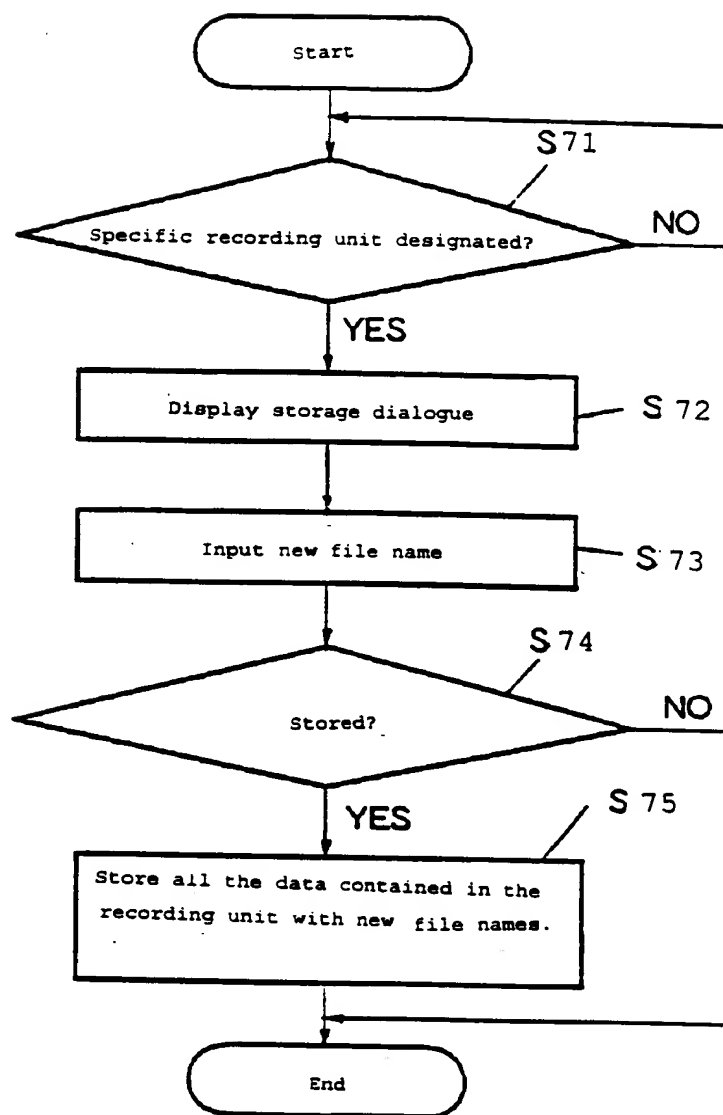 Start
S71
Specific recording unit designated?
NO
YES
Display storage dialogue
S 72
Input new file name
S 73
S 74
Stored?
NO
YES
S 75
Store all the data contained in the
recording unit with new file names.
End